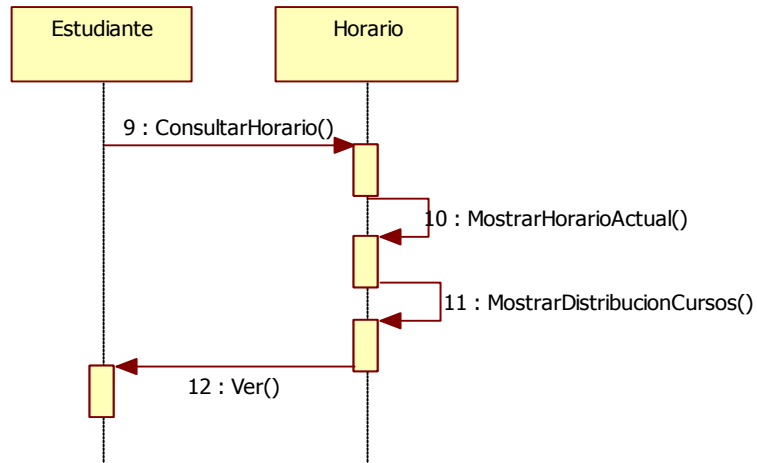 Estudiante
Horario
9 : ConsultarHorario()
10 : MostrarHorarioActual()
11 : MostrarDistribucionCursos()
12 : Ver()